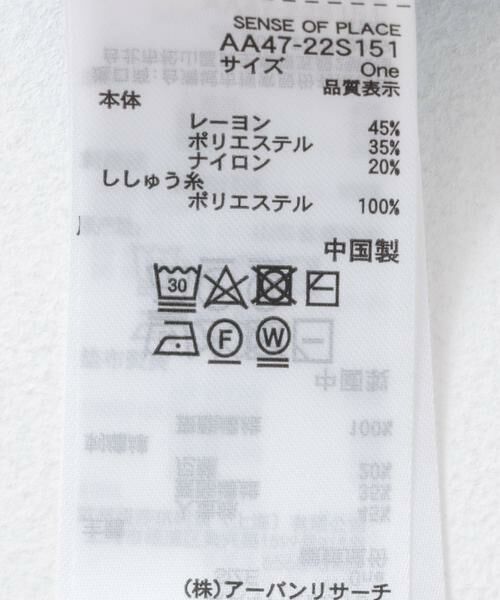 SENSE OF PLACE
AA47-22S151
サイズ One
品質表示
本体
レーヨン 45%
ポリエステル 35%
ナイロン 20%
ししゅう糸
ポリエステル 100%
中国製
30
F W
(株)アーバンリサーチ